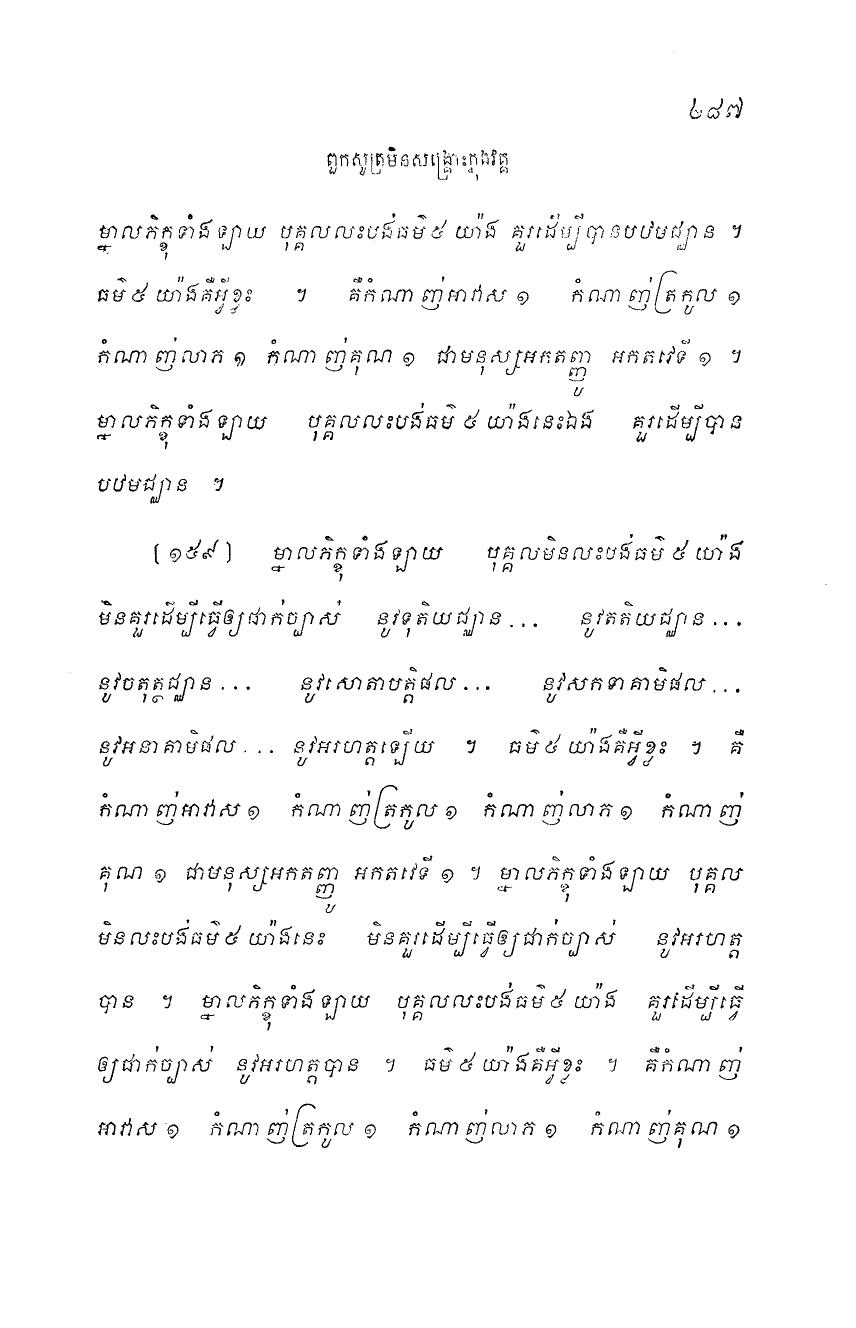 ៤៨៧
ពួកសូត្រមិនសង្គ្រោះក្នុងវគ្គ
ម្នាលភិក្ខុទាំងឡាយ បុគ្គលលះបង់ធម៌៥ យ៉ាង គួរដើម្បីបានបឋមជ្ឈាន ។
ធម៌៥ យ៉ាងគឺអ្វីខ្លះ ។ គឺកំណាញ់អាវាស ១ កំណាញ់ត្រកូល ១
កំណាញ់លាភ ១ កំណាញ់គុណ ១ ជាមនុស្សអកតញ្ញូ អកតវេទី ១ ។
ម្នាលភិក្ខុទាំងឡាយ បុគ្គលលះបង់ធម៌ ៥ យ៉ាងនេះឯង គួរដើម្បីបាន
បឋមជ្ឈាន ។
[១៥៩] ម្នាលភិក្ខុទាំងឡាយ បុគ្គលមិនលះបង់ធម៌ ៥ យ៉ាង
មិនគួរដើម្បីធ្វើឲ្យជាក់ច្បាស់ នូវទុតិយជ្ឈាន ... នូវតតិយជ្ឈាន ...
នូវចតុត្ថជ្ឈាន ... នូវសោតាបត្តិផល ... នូវសកទាគាមិផល ...
នូវអនាគាមិផល ... នូវអរហត្តឡើយ ។ ធម៌៥ យ៉ាងគឺអ្វីខ្លះ ។ គឺ
កំណាញ់អាវាស ១ កំណាញ់ត្រកូល ១ កំណាញ់លាភ ១ កំណាញ់
គុណ ១ ជាមនុស្សអកតញ្ញូ អកតវេទី ១ ។ ម្នាលភិក្ខុទាំងឡាយ បុគ្គល
មិនលះបង់ធម៌៥ យ៉ាងនេះ មិនគួរដើម្បីធ្វើឲ្យជាក់ច្បាស់ នូវអរហត្ត
បាន ។ ម្នាលភិក្ខុទាំងឡាយ បុគ្គលលះបង់ធម៌ ៥ យ៉ាង គួរដើម្បីធ្វើ
ឲ្យជាក់ច្បាស់ នូវអរហត្តបាន ។ ធម៌ ៥ យ៉ាងគឺអ្វីខ្លះ ។ គឺកំណាញ់
អាវាស ១ កំណាញ់ត្រកូល ១ កំណាញ់លាភ ១ កំណាញ់គុណ ១